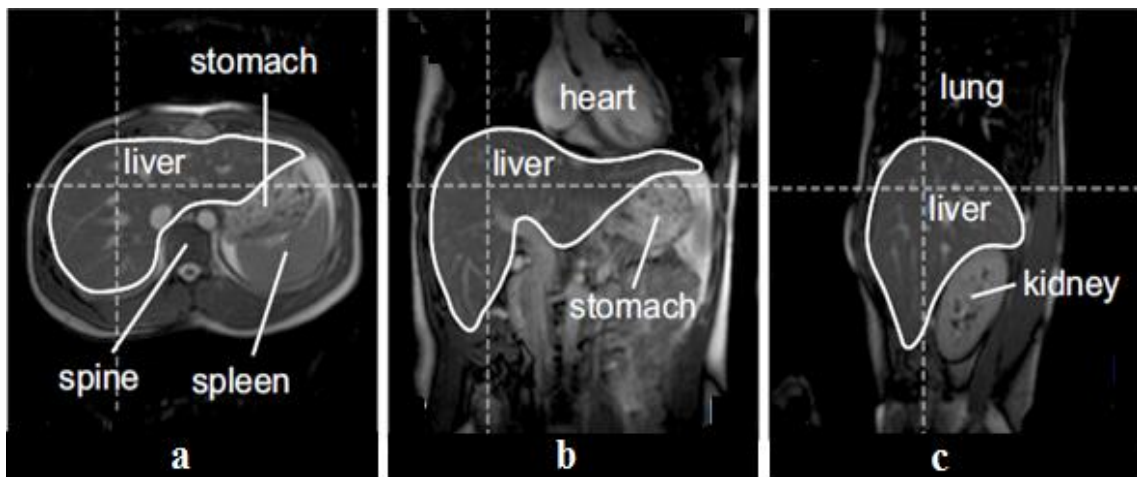 stomach
liver
spine
spleen
a
heart
liver
stomach
b
lung
liver
kidney
c